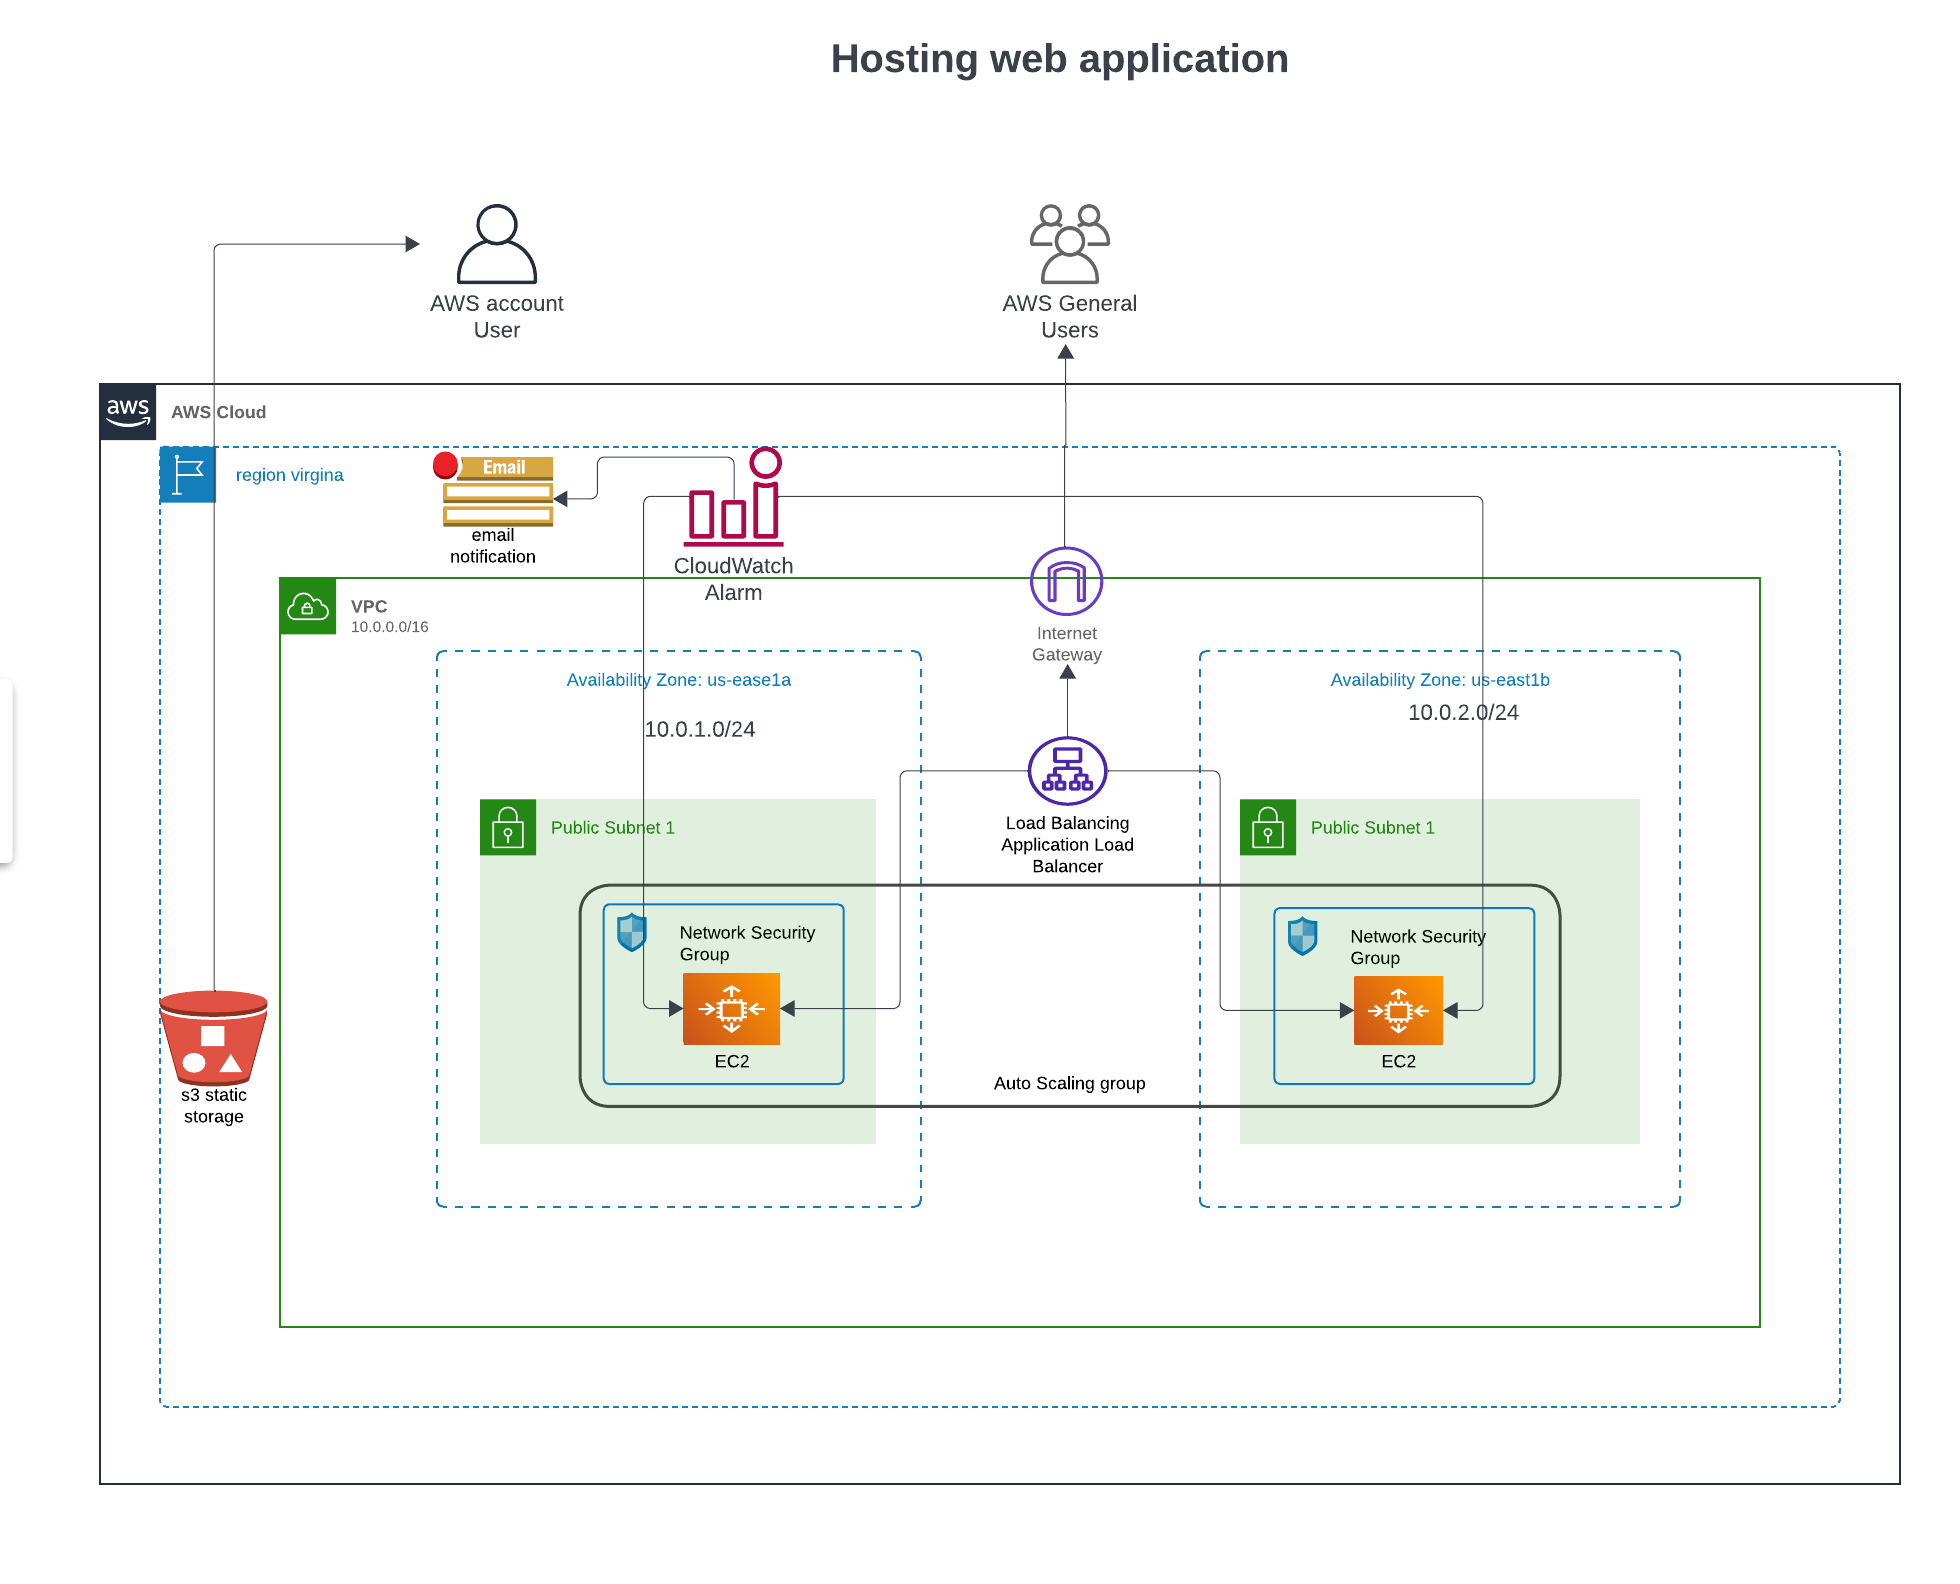 Hosting web application
AWS account
User
AWS General
Users
aws
AWS Cloud
region virgina
Email
email
notification
CloudWatch
Alarm
VPC
10.0.0.0/16
Internet
Gateway
Availability Zone: us-ease1a
10.0.1.0/24
Availability Zone: us-east1b
10.0.2.0/24
Load Balancing
Application Load
Balancer
Public Subnet 1
Public Subnet 1
Network Security
Group
EC2
Network Security
Group
EC2
Auto Scaling group
s3 static
storage